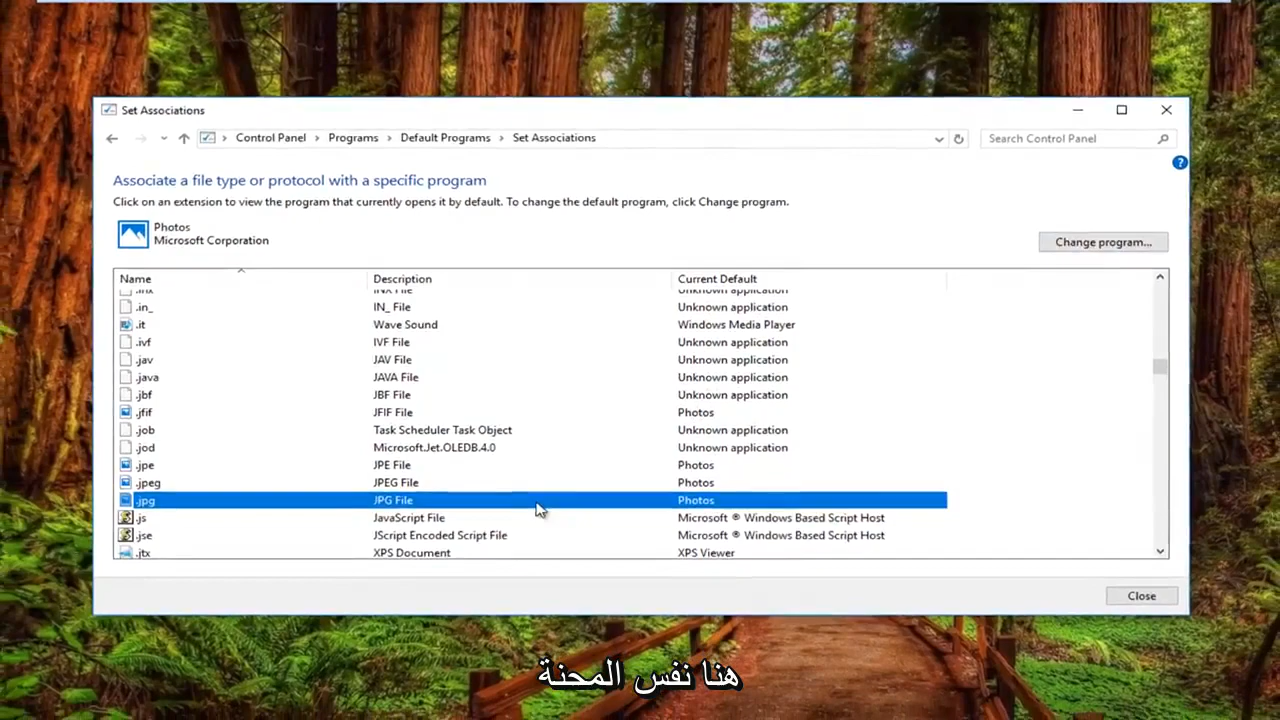 Set Associations
Control Panel > Programs > Default Programs > Set Associations
Search Control Panel
Associate a file type or protocol with a specific program
Click on an extension to view the program that currently opens it by default. To change the default program, click Change program.
Photos
Microsoft Corporation
Change program...
Name Description Current Default
.inx INX File Unknown application
.in_ IN_ File Unknown application
.it Wave Sound Windows Media Player
.ivf IVF File Unknown application
.jav JAV File Unknown application
.java JAVA File Unknown application
.jbf JBF File Unknown application
.jfif JFIF File Photos
.job Task Scheduler Task Object Unknown application
.jod Microsoft.Jet.OLEDB.4.0 Unknown application
.jpe JPE File Photos
.jpeg JPEG File Photos
.jpg JPG File Photos
.js JavaScript File Microsoft ® Windows Based Script Host
.jse JScript Encoded Script File Microsoft ® Windows Based Script Host
.jtx XPS Document XPS Viewer
Close
هنا نفس المحنة